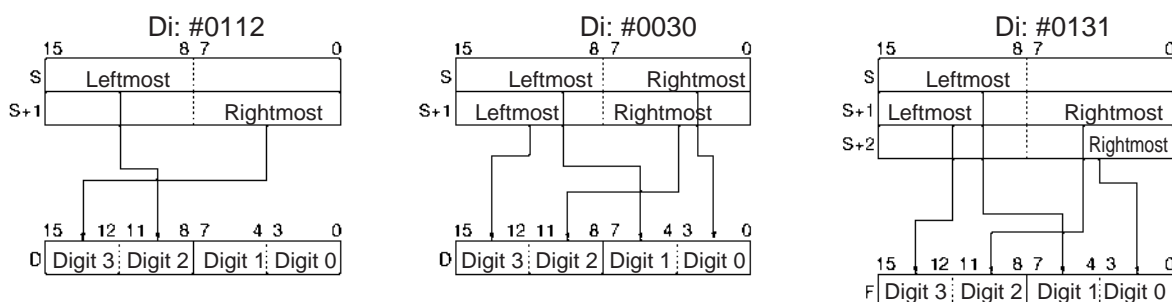 Di: #0112
15 8 7 0
S Leftmost
S+1 Rightmost
15 12 11 8 7 4 3 0
D Digit 3 Digit 2 Digit 1 Digit 0
Di: #0030
15 8 7 0
S Leftmost Rightmost
S+1 Leftmost Rightmost
15 12 11 8 7 4 3 0
D Digit 3 Digit 2 Digit 1 Digit 0
Di: #0131
15 8 7 0
S Leftmost
S+1 Leftmost Rightmost
S+2 Rightmost
15 12 11 8 7 4 3 0
F Digit 3 Digit 2 Digit 1 Digit 0